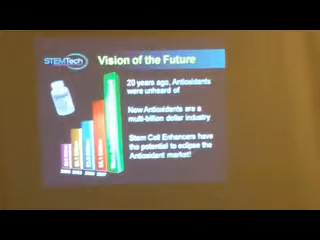 STEMTech
Vision of the Future
20 years ago, Antioxidants
were unheard of
Now Antioxidants are a
multi-billion dollar industry
Stem Cell Enhancers have
the potential to eclipse the
Antioxidant market!